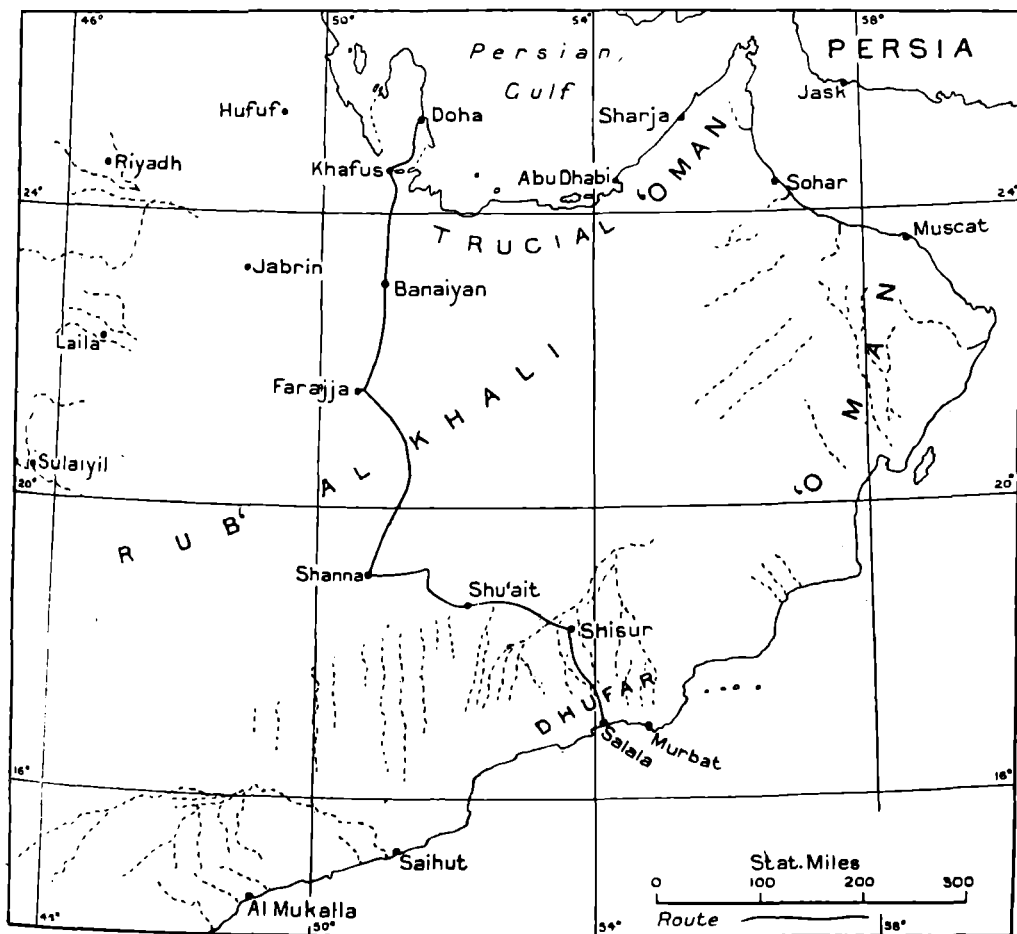 46° 50° 54° 58°
Persian,
Gulf
PERSIA
Jask
Hufuf
Doha
Sharja
Riyadh
Khafus
Abu Dhabi
'OMAN
Sohar
24° 24°
TRUCIAL
Muscat
Jabrin
Banaiyan
Laila
Farajja
'OMAN
Sulaiyil
20° 20°
RUB' AL KHALI
Shanna
Shu'ait
Shisur
DHUFAR
Salala
Murbat
16° 16°
Saihut
Al Mukalla
Stat. Miles
0 100 200 300
Route
50° 54° 58°